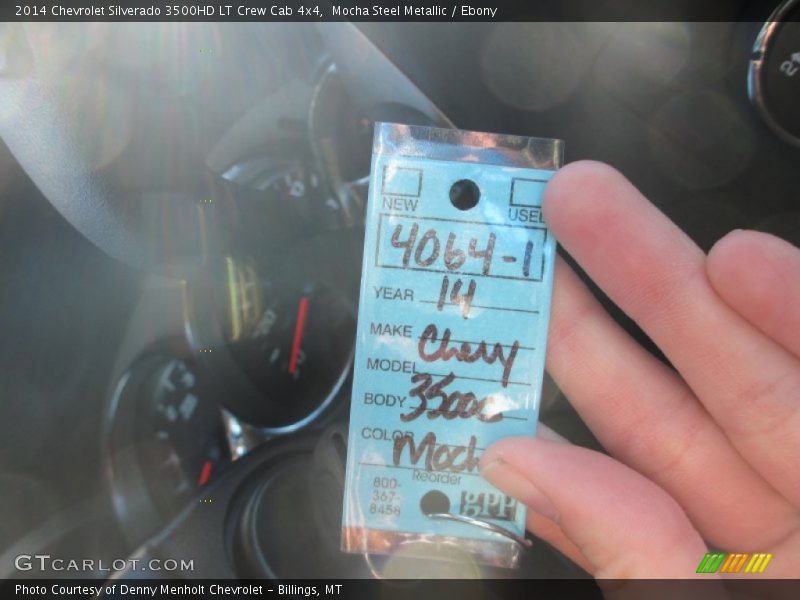 2014 Chevrolet Silverado 3500HD LT Crew Cab 4x4, Mocha Steel Metallic / Ebony
NEW
USED
4064-1
YEAR 14
MAKE Chevy
MODEL
BODY 3500C
COLOR Moch
Reorder
800-
367-
8458
GTCarlot.com
Photo Courtesy of Denny Menholt Chevrolet - Billings, MT